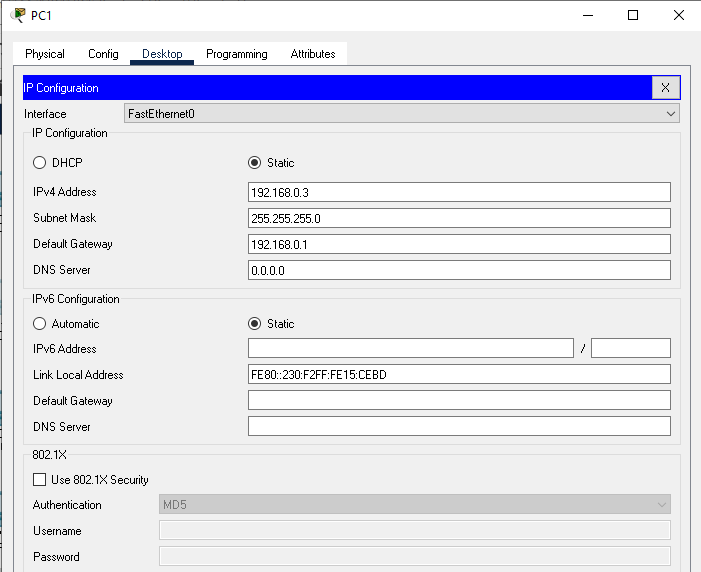 PC1
Physical Config Desktop Programming Attributes
IP Configuration X
Interface FastEthernet0
IP Configuration
DHCP Static
IPv4 Address 192.168.0.3
Subnet Mask 255.255.255.0
Default Gateway 192.168.0.1
DNS Server 0.0.0.0
IPv6 Configuration
Automatic Static
IPv6 Address /
Link Local Address FE80::230:F2FF:FE15:CEBD
Default Gateway
DNS Server
802.1X
Use 802.1X Security
Authentication MD5
Username
Password